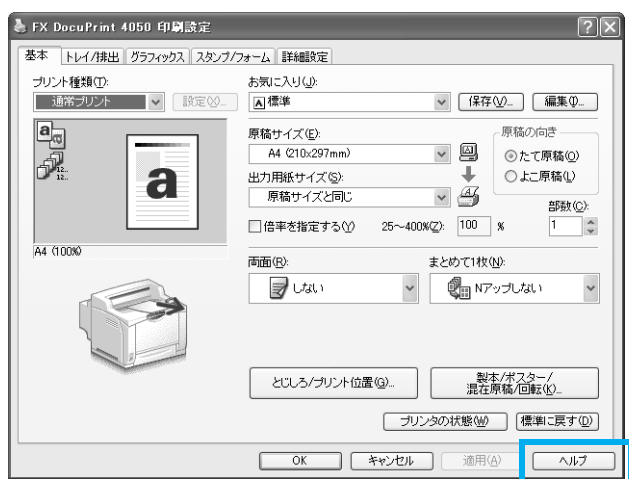 FX DocuPrint 4050 印刷設定
基本 トレイ/排出 グラフィックス スタンプ/フォーム 詳細設定
プリント種類(T):
通常プリント 設定(X)...
a
a
12..
12..
A4 (100%)
お気に入り(J):
A 標準 保存(V)... 編集(I)...
原稿サイズ(E):
A4 (210x297mm)
出力用紙サイズ(S):
原稿サイズと同じ
原稿の向き
たて原稿(O)
よこ原稿(L)
倍率を指定する(Y) 25～400%(Z): 100 %
部数(C):
1
両面(R):
しない
まとめて1枚(N):
Nアップしない
とじしろ/プリント位置(G)...
製本/ポスター/
混在原稿/回転(K)...
プリンタの状態(W) 標準に戻す(D)
OK キャンセル 適用(A) ヘルプ